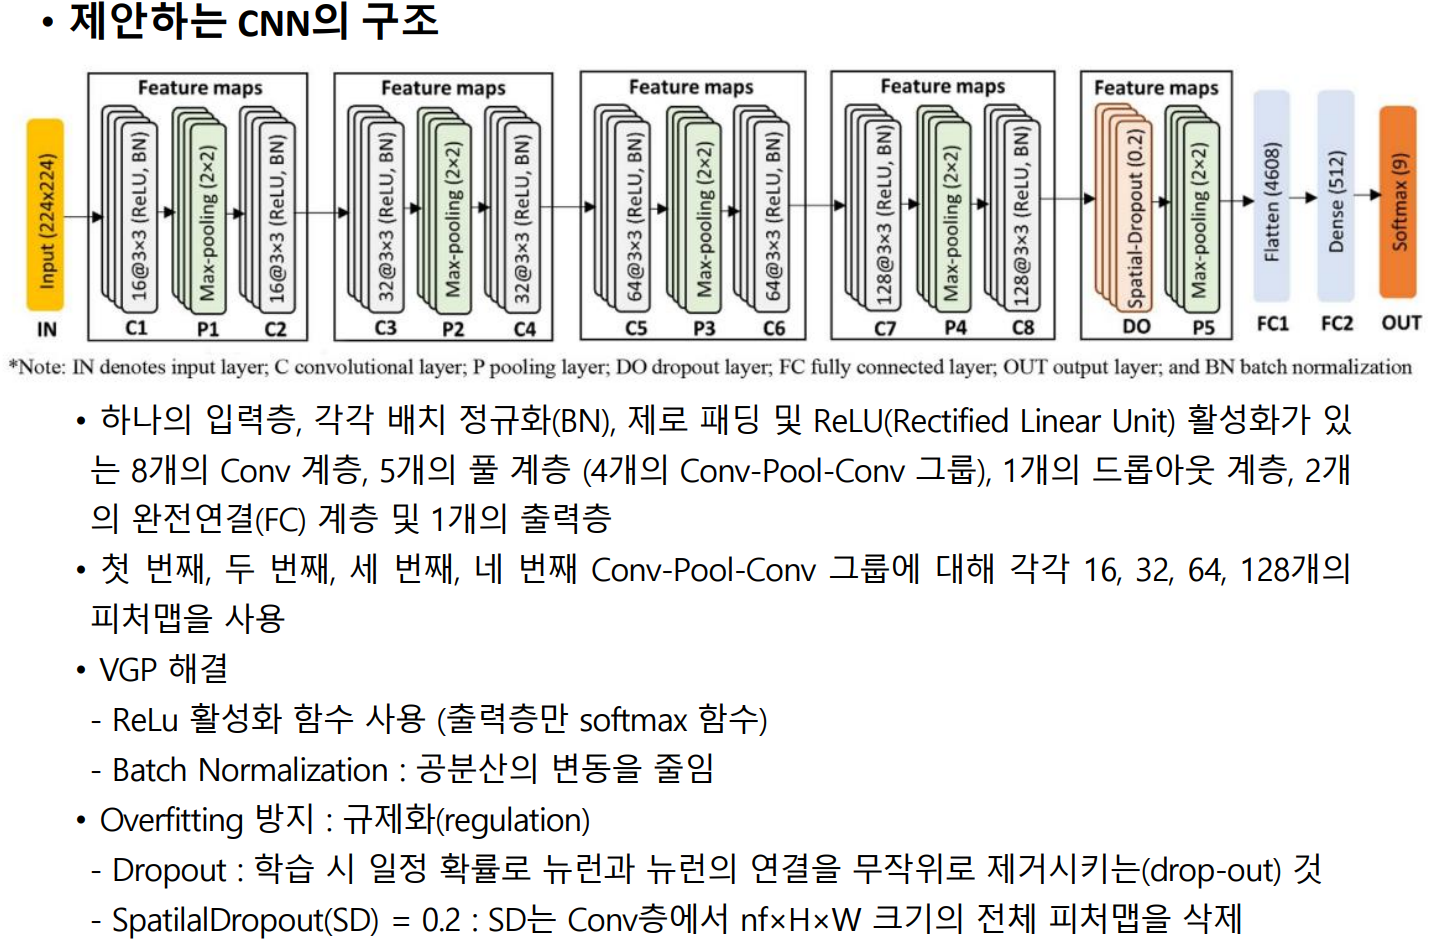 • 제안하는 CNN의 구조
Feature maps
Feature maps
Feature maps
Feature maps
Feature maps
Input (224x224)
16@3×3 (ReLU, BN)
Max-pooling (2×2)
16@3×3 (ReLU, BN)
32@3×3 (ReLU, BN)
Max-pooling (2×2)
32@3×3 (ReLU, BN)
64@3×3 (ReLU, BN)
Max-pooling (2×2)
64@3×3 (ReLU, BN)
128@3×3 (ReLU, BN)
Max-pooling (2×2)
128@3×3 (ReLU, BN)
Spatial-Dropout (0.2)
Max-pooling (2×2)
Flatten (4608)
Dense (512)
Softmax (9)
IN
C1
P1
C2
C3
P2
C4
C5
P3
C6
C7
P4
C8
DO
P5
FC1
FC2
OUT
*Note: IN denotes input layer; C convolutional layer; P pooling layer; DO dropout layer; FC fully connected layer; OUT output layer; and BN batch normalization
• 하나의 입력층, 각각 배치 정규화(BN), 제로 패딩 및 ReLU(Rectified Linear Unit) 활성화가 있
는 8개의 Conv 계층, 5개의 풀 계층 (4개의 Conv-Pool-Conv 그룹), 1개의 드롭아웃 계층, 2개
의 완전연결(FC) 계층 및 1개의 출력층
• 첫 번째, 두 번째, 세 번째, 네 번째 Conv-Pool-Conv 그룹에 대해 각각 16, 32, 64, 128개의
피처맵을 사용
• VGP 해결
- ReLu 활성화 함수 사용 (출력층만 softmax 함수)
- Batch Normalization : 공분산의 변동을 줄임
• Overfitting 방지 : 규제화(regulation)
- Dropout : 학습 시 일정 확률로 뉴런과 뉴런의 연결을 무작위로 제거시키는(drop-out) 것
- SpatilalDropout(SD) = 0.2 : SD는 Conv층에서 nf×H×W 크기의 전체 피처맵을 삭제